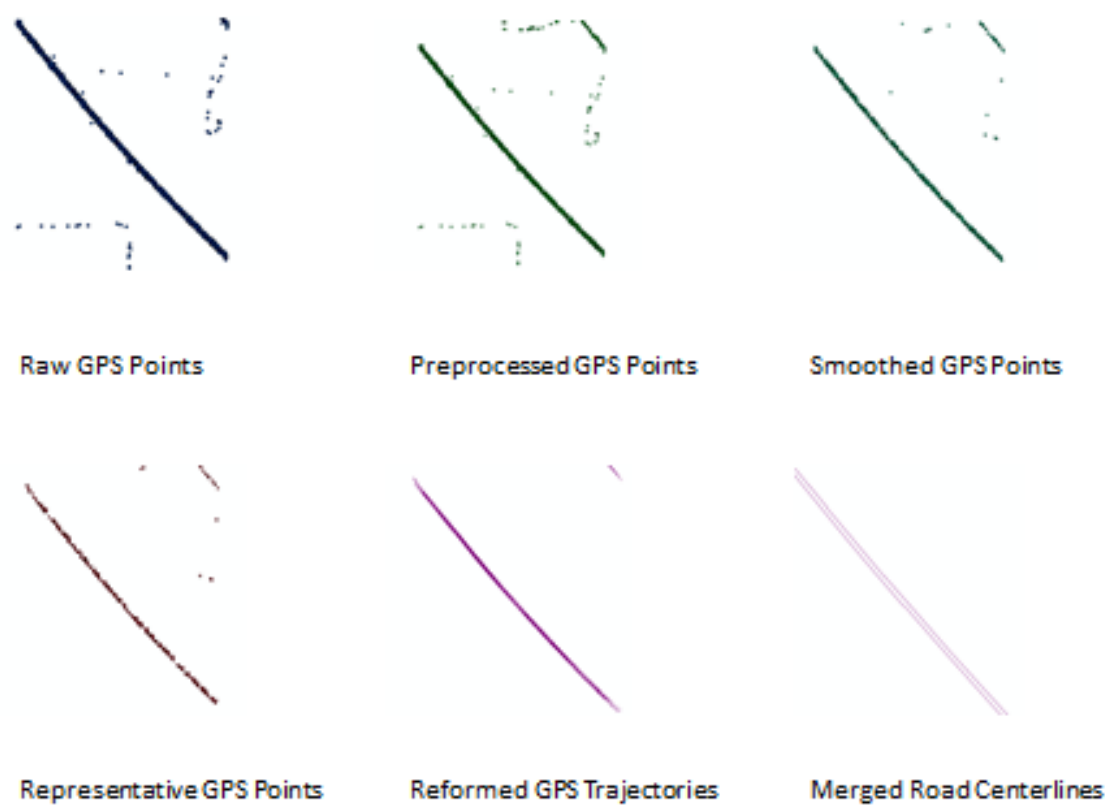 Raw GPS Points
Preprocessed GPS Points
Smoothed GPS Points
Representative GPS Points
Reformed GPS Trajectories
Merged Road Centerlines